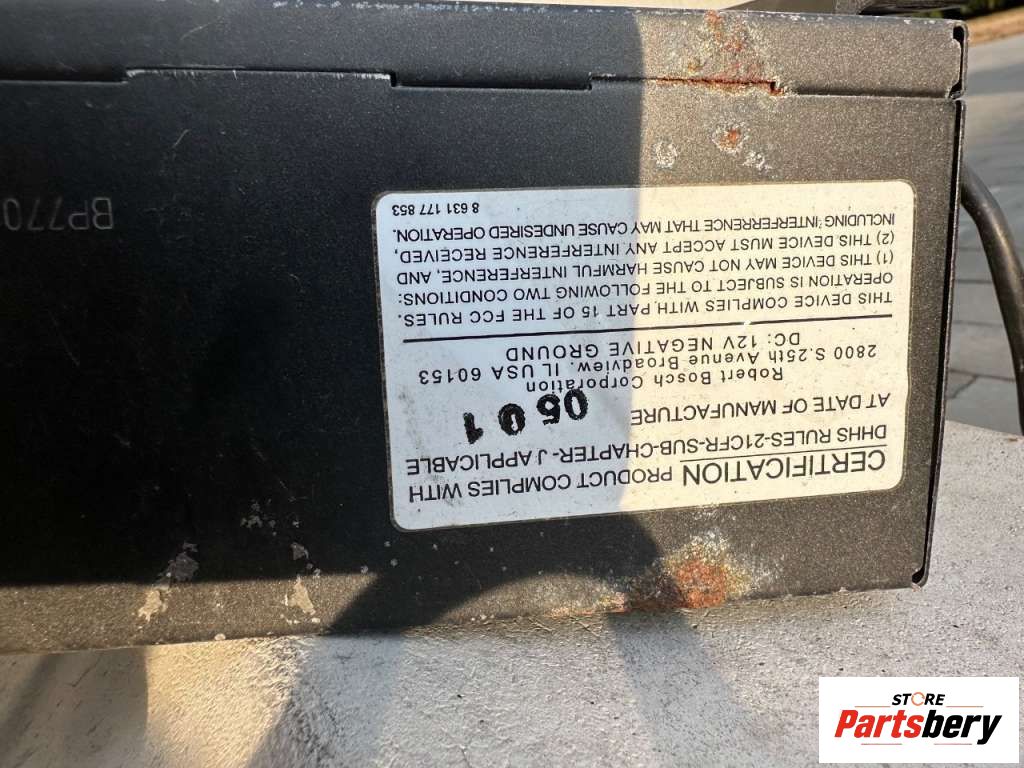 CERTIFICATION PRODUCT COMPLIES WITH
DHHS RULES-21CFR-SUB-CHAPTER-J APPLICABLE
AT DATE OF MANUFACTURE 0501
Robert Bosch Corporation
2800 S.25th Avenue Broadview. IL USA 60153
DC: 12V NEGATIVE GROUND
THIS DEVICE COMPLIES WITH PART 15 OF THE FCC RULES.
OPERATION IS SUBJECT TO THE FOLLOWING TWO CONDITIONS:
(1) THIS DEVICE MAY NOT CAUSE HARMFUL INTERFERENCE, AND
(2) THIS DEVICE MUST ACCEPT ANY INTERFERENCE RECEIVED,
INCLUDING INTERFERRENCE THAT MAY CAUSE UNDESIRED OPERATION.
8 631 177 853
BP770
STORE
Partsbery